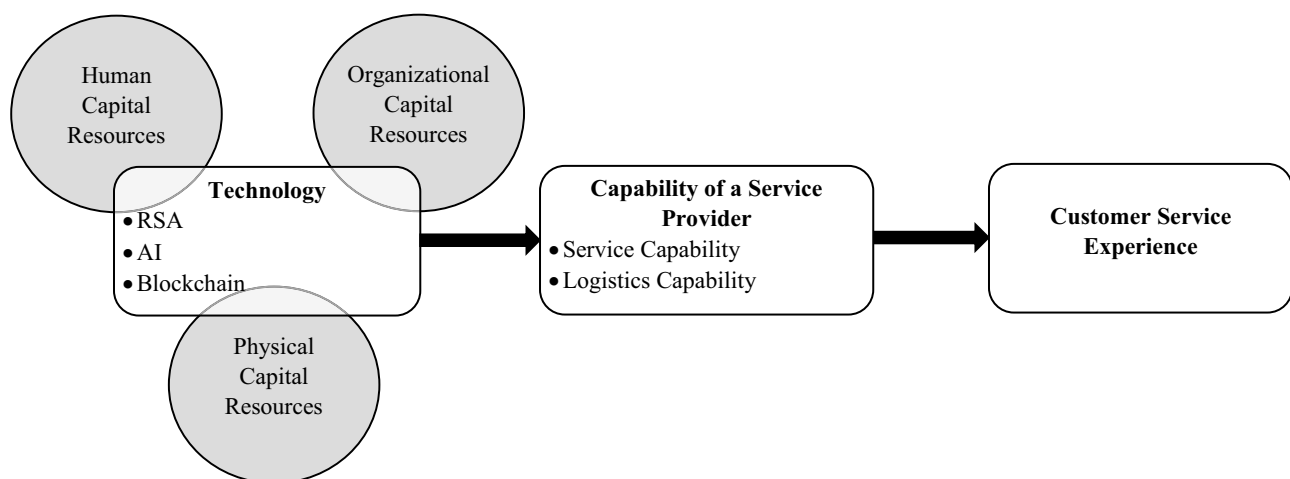 Human
Capital
Resources
Organizational
Capital
Resources
Technology
• RSA
• AI
• Blockchain
Physical
Capital
Resources
Capability of a Service
Provider
• Service Capability
• Logistics Capability
Customer Service
Experience